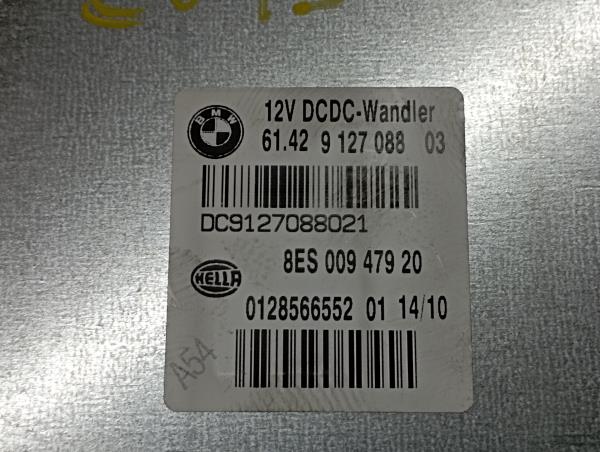 BMW
12V DCDC-Wandler
61.42 9 127 088 03
DC9127088021
8ES 009 479 20
HELLA
0128566552 01 14/10
A54